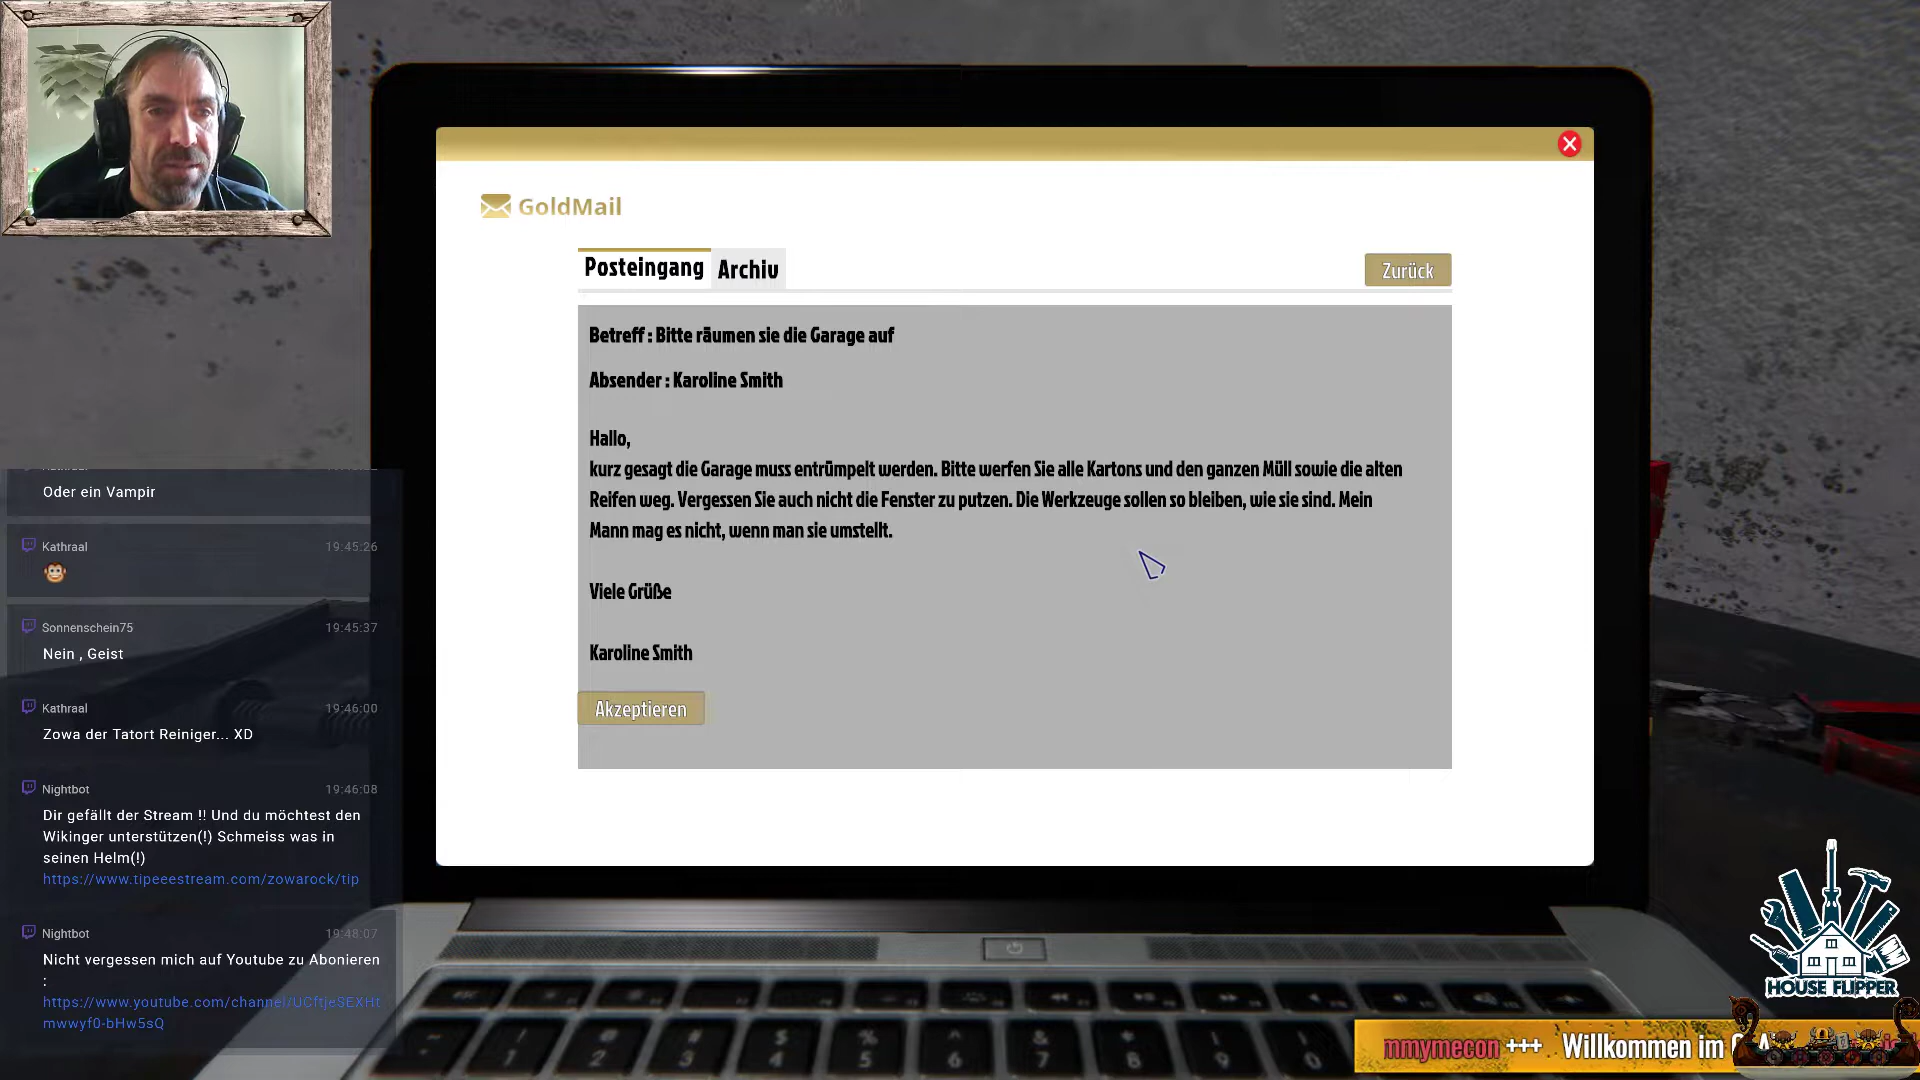 GoldMail
Posteingang
Archiv
Zurück
Betreff : Bitte räumen sie die Garage auf
Absender : Karoline Smith
Hallo,
kurz gesagt die Garage muss entrümpelt werden. Bitte werfen Sie alle Kartons und den ganzen Müll sowie die alten
Reifen weg. Vergessen Sie auch nicht die Fenster zu putzen. Die Werkzeuge sollen so bleiben, wie sie sind. Mein
Mann mag es nicht, wenn man sie umstellt.
Viele Grüße
Karoline Smith
Akzeptieren
Oder ein Vampir
Kathraal 19:45:26
Sonnenschein75 19:45:37
Nein , Geist
Kathraal 19:46:00
Zowa der Tatort Reiniger... XD
Nightbot 19:46:08
Dir gefällt der Stream !! Und du möchtest den
Wikinger unterstützen(!) Schmeiss was in
seinen Helm(!)
https://www.tipeeestream.com/zowarock/tip
Nightbot 19:48:07
Nicht vergessen mich auf Youtube zu Abonieren
:
https://www.youtube.com/channel/UCftjeSEXHt
mwwyf0-bHw5sQ
HOUSE FLIPPER
mmymecon +++ Willkommen im